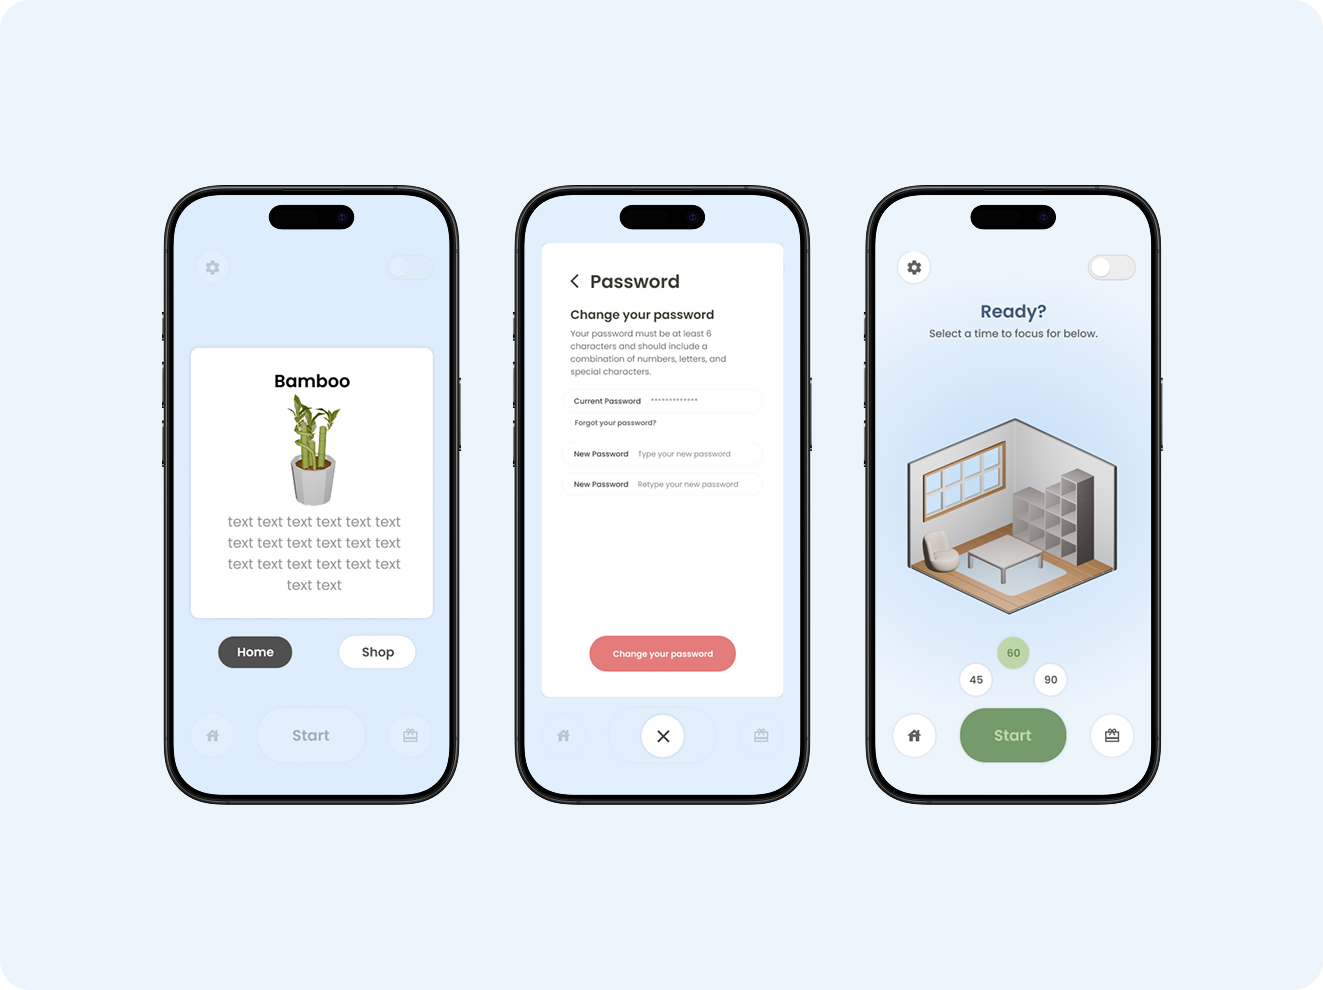 Bamboo
text text text text text text
text text text text text text
text text text text text text
text text
Home
Shop
Start
Password
Change your password
Your password must be at least 6
characters and should include a
combination of numbers, letters, and
special characters.
Current Password *************
Forgot your password?
New Password Type your new password
New Password Retype your new password
Change your password
Ready?
Select a time to focus for below.
60
45
90
Start